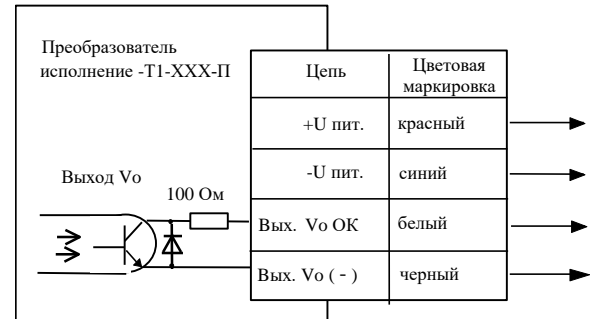 Преобразователь
исполнение -Т1-ХХХ-П
Цепь
Цветовая
маркировка
+U пит.
красный
-U пит.
синий
Выход Vo
100 Ом
Вых. Vo ОК
белый
Вых. Vo ( - )
черный